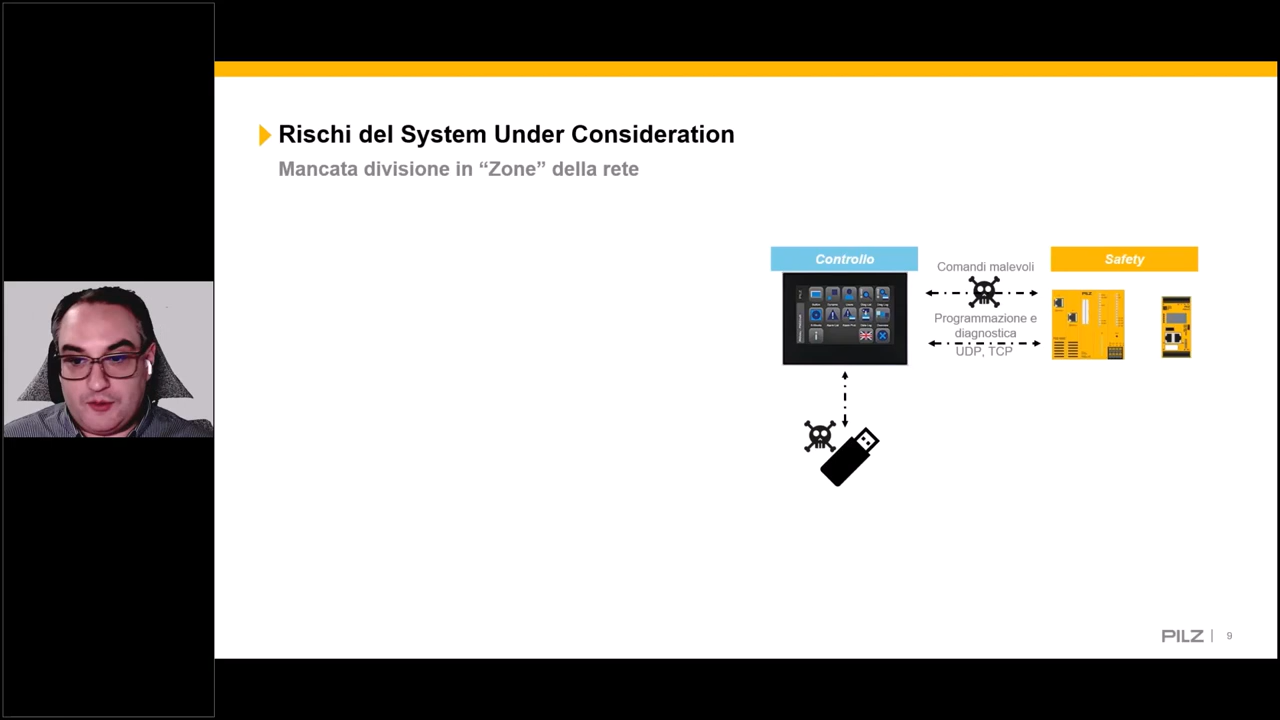 Rischi del System Under Consideration
Mancata divisione in “Zone” della rete
Controllo
Comandi malevoli
Safety
Programmazione e
diagnostica
UDP, TCP
PILZ
9